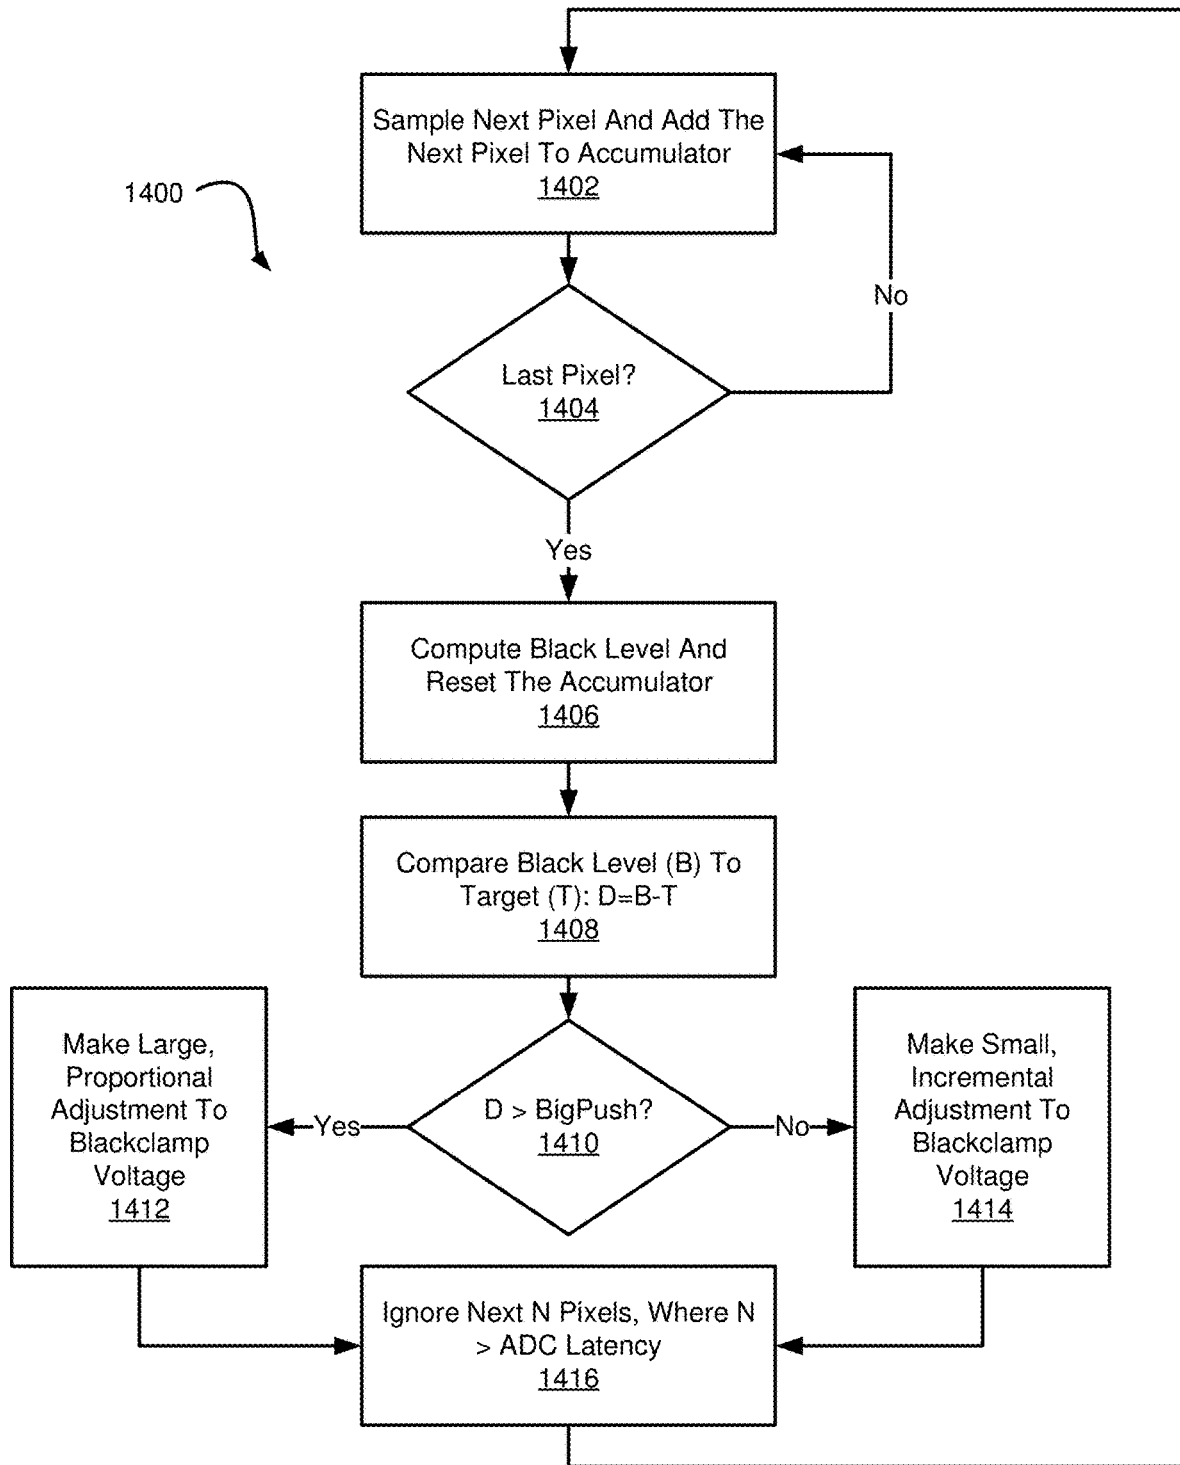 Sample Next Pixel And Add The
Next Pixel To Accumulator
1402
1400
No
Last Pixel?
1404
Yes
Compute Black Level And
Reset The Accumulator
1406
Compare Black Level (B) To
Target (T): D=B-T
1408
Make Large,
Proportional
Adjustment To
Blackclamp
Voltage
1412
Yes
D > BigPush?
1410
No
Make Small,
Incremental
Adjustment To
Blackclamp
Voltage
1414
Ignore Next N Pixels, Where N
> ADC Latency
1416